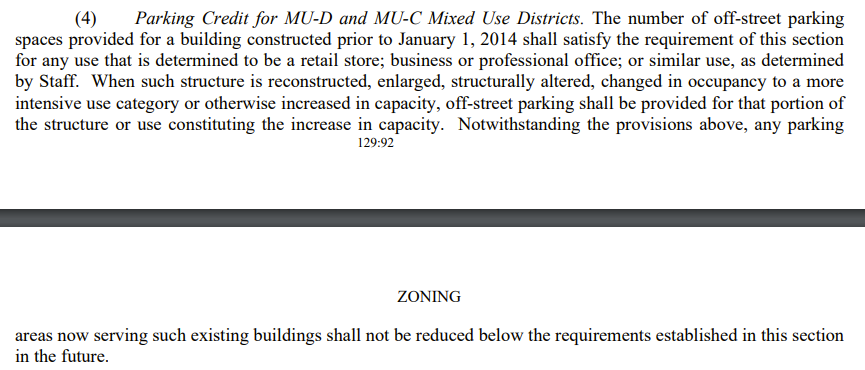 (4) Parking Credit for MU-D and MU-C Mixed Use Districts. The number of off-street parking
spaces provided for a building constructed prior to January 1, 2014 shall satisfy the requirement of this section
for any use that is determined to be a retail store; business or professional office; or similar use, as determined
by Staff. When such structure is reconstructed, enlarged, structurally altered, changed in occupancy to a more
intensive use category or otherwise increased in capacity, off-street parking shall be provided for that portion of
the structure or use constituting the increase in capacity. Notwithstanding the provisions above, any parking
129:92
ZONING
areas now serving such existing buildings shall not be reduced below the requirements established in this section
in the future.